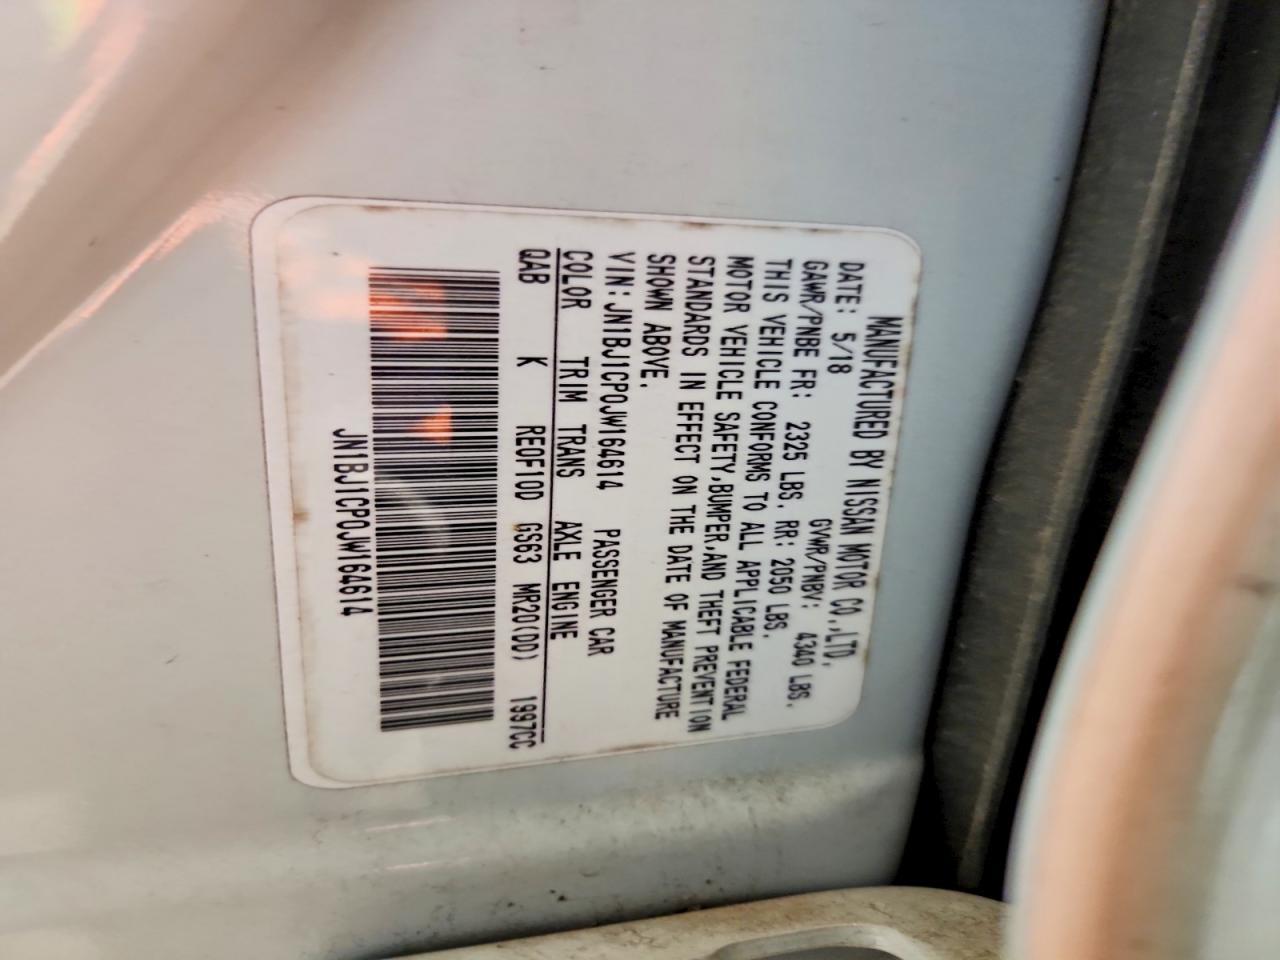 MANUFACTURED BY NISSAN MOTOR CO.,LTD.
DATE: 5/18 GVWR/PNBV: 4340 LBS.
GAWR/PNBE FR: 2325 LBS. RR: 2050 LBS.
THIS VEHICLE CONFORMS TO ALL APPLICABLE FEDERAL
MOTOR VEHICLE SAFETY,BUMPER,AND THEFT PREVENTION
STANDARDS IN EFFECT ON THE DATE OF MANUFACTURE
SHOWN ABOVE.
VIN: JN1BJ1CP0JW164614 PASSENGER CAR
COLOR TRIM TRANS AXLE ENGINE
QAB K RE0F10D GS63 MR20(DD) 1997CC
JN1BJ1CP0JW164614